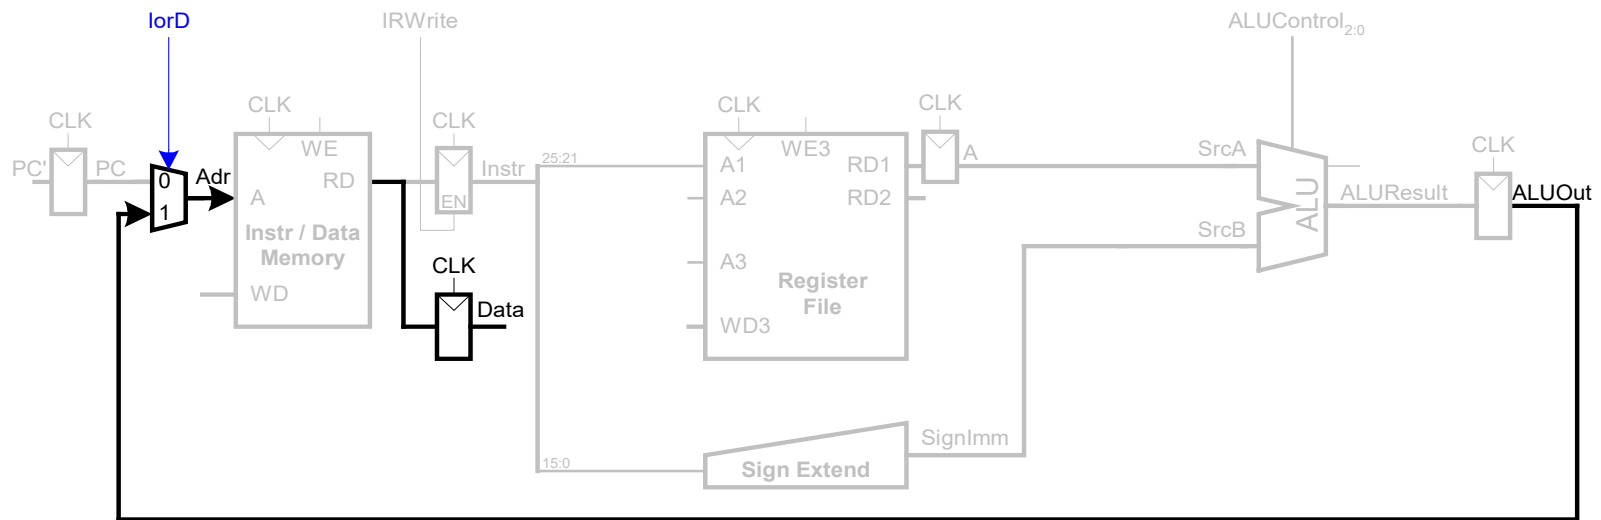 IorD
IRWrite
ALUControl2:0
CLK
CLK
CLK
CLK
CLK
CLK
PC'
PC
0
1
Adr
A
WE
RD
Instr / Data
Memory
WD
EN
Instr
CLK
Data
25:21
15:0
A1
A2
A3
WD3
WE3
RD1
RD2
Register
File
A
SignImm
Sign Extend
SrcA
SrcB
ALU
ALUResult
ALUOut